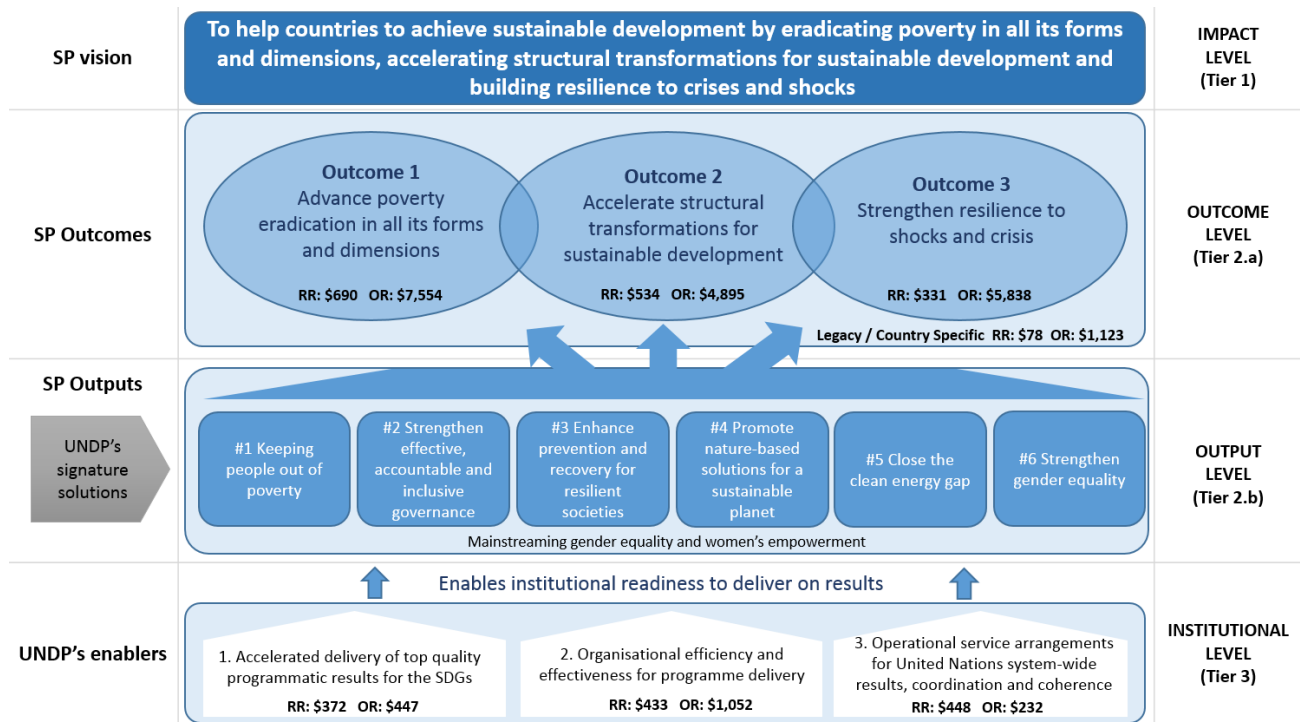 SP vision
To help countries to achieve sustainable development by eradicating poverty in all its forms
and dimensions, accelerating structural transformations for sustainable development and
building resilience to crises and shocks
IMPACT
LEVEL
(Tier 1)
SP Outcomes
Outcome 1
Advance poverty
eradication in all its forms
and dimensions
RR: $690 OR: $7,554
Outcome 2
Accelerate structural
transformations for
sustainable development
RR: $534 OR: $4,895
Outcome 3
Strengthen resilience to
shocks and crisis
RR: $331 OR: $5,838
Legacy / Country Specific RR: $78 OR: $1,123
OUTCOME
LEVEL
(Tier 2.a)
SP Outputs
UNDP's
signature
solutions
#1 Keeping
people out of
poverty
#2 Strengthen
effective,
accountable and
inclusive
governance
#3 Enhance
prevention and
recovery for
resilient
societies
#4 Promote
nature-based
solutions for a
sustainable
planet
#5 Close the
clean energy gap
#6 Strengthen
gender equality
Mainstreaming gender equality and women's empowerment
OUTPUT
LEVEL
(Tier 2.b)
Enables institutional readiness to deliver on results
UNDP's enablers
1. Accelerated delivery of top quality
programmatic results for the SDGs
RR: $372 OR: $447
2. Organisational efficiency and
effectiveness for programme delivery
RR: $433 OR: $1,052
3. Operational service arrangements
for United Nations system-wide
results, coordination and coherence
RR: $448 OR: $232
INSTITUTIONAL
LEVEL
(Tier 3)